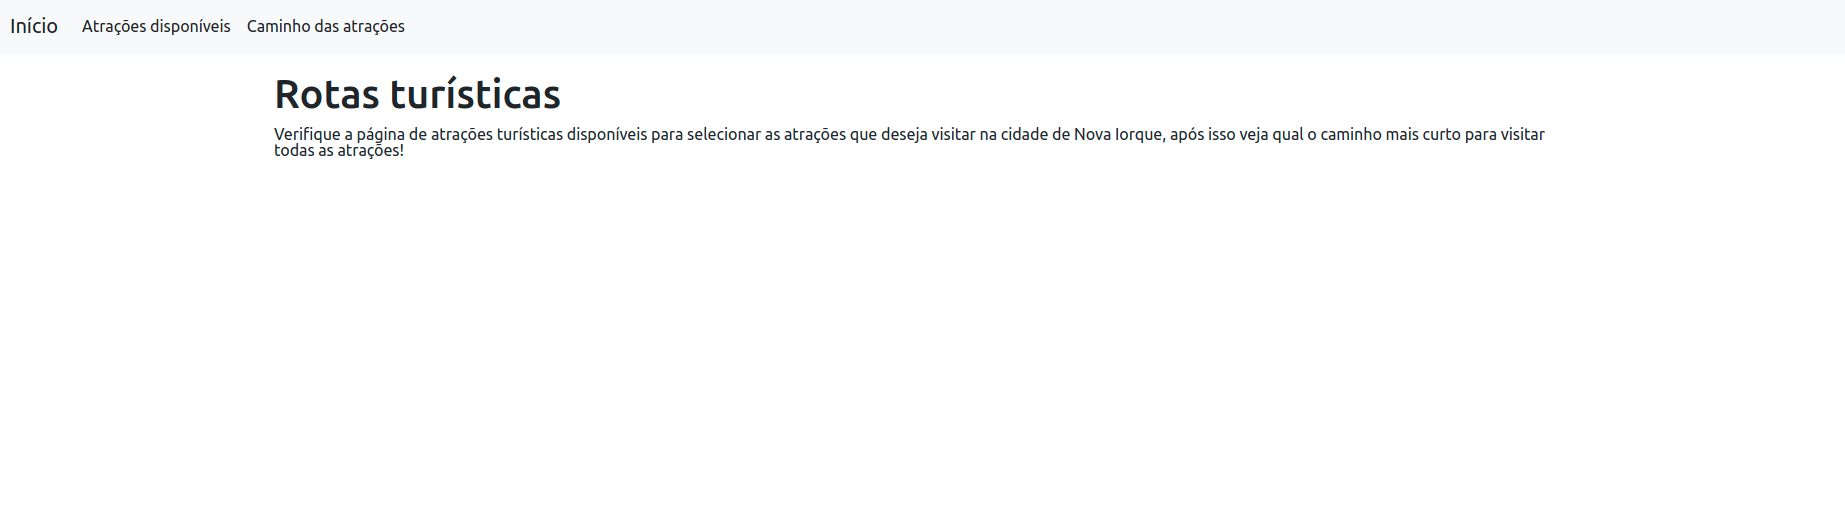 Início Atrações disponíveis Caminho das atrações
Rotas turísticas
Verifique a página de atrações turísticas disponíveis para selecionar as atrações que deseja visitar na cidade de Nova Iorque, após isso veja qual o caminho mais curto para visitar
todas as atrações!